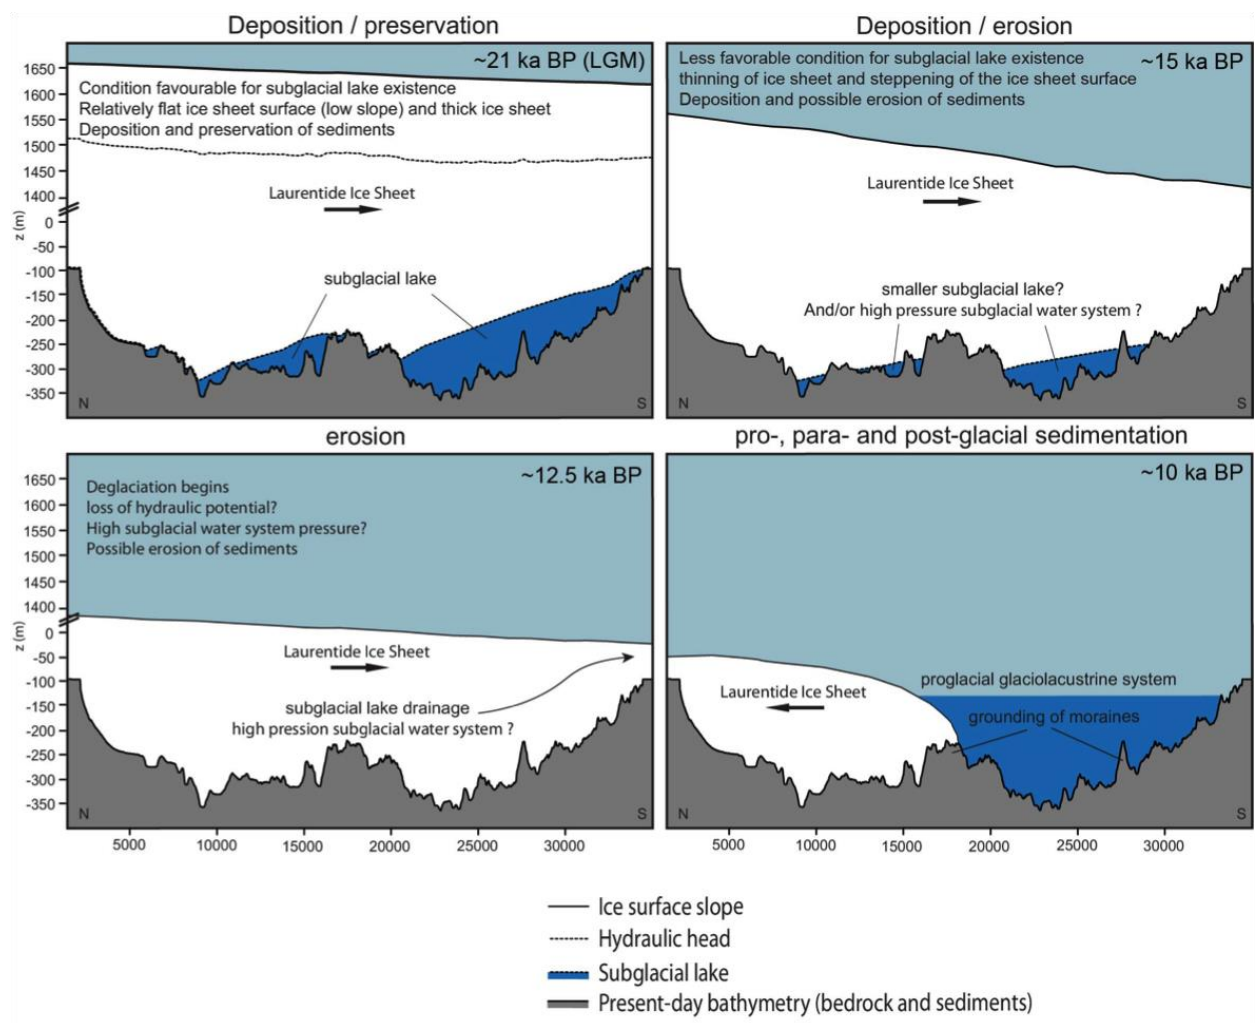 Deposition / preservation
~21 ka BP (LGM)
Condition favourable for subglacial lake existence
Relatively flat ice sheet surface (low slope) and thick ice sheet
Deposition and preservation of sediments
Laurentide Ice Sheet
subglacial lake
1650
1600
1550
1500
1450
1400
0
-50
-100
-150
-200
-250
-300
-350
z (m)
N
S
Deposition / erosion
~15 ka BP
Less favorable condition for subglacial lake existence
thinning of ice sheet and steppening of the ice sheet surface
Deposition and possible erosion of sediments
Laurentide Ice Sheet
smaller subglacial lake?
And/or high pressure subglacial water system ?
N
S
erosion
~12.5 ka BP
Deglaciation begins
loss of hydraulic potential?
High subglacial water system pressure?
Possible erosion of sediments
Laurentide Ice Sheet
subglacial lake drainage
high pression subglacial water system ?
1650
1600
1550
1500
1450
1400
0
-50
-100
-150
-200
-250
-300
-350
z (m)
N
S
5000 10000 15000 20000 25000 30000
pro-, para- and post-glacial sedimentation
~10 ka BP
proglacial glaciolacustrine system
Laurentide Ice Sheet
grounding of moraines
N
S
5000 10000 15000 20000 25000 30000
Ice surface slope
Hydraulic head
Subglacial lake
Present-day bathymetry (bedrock and sediments)